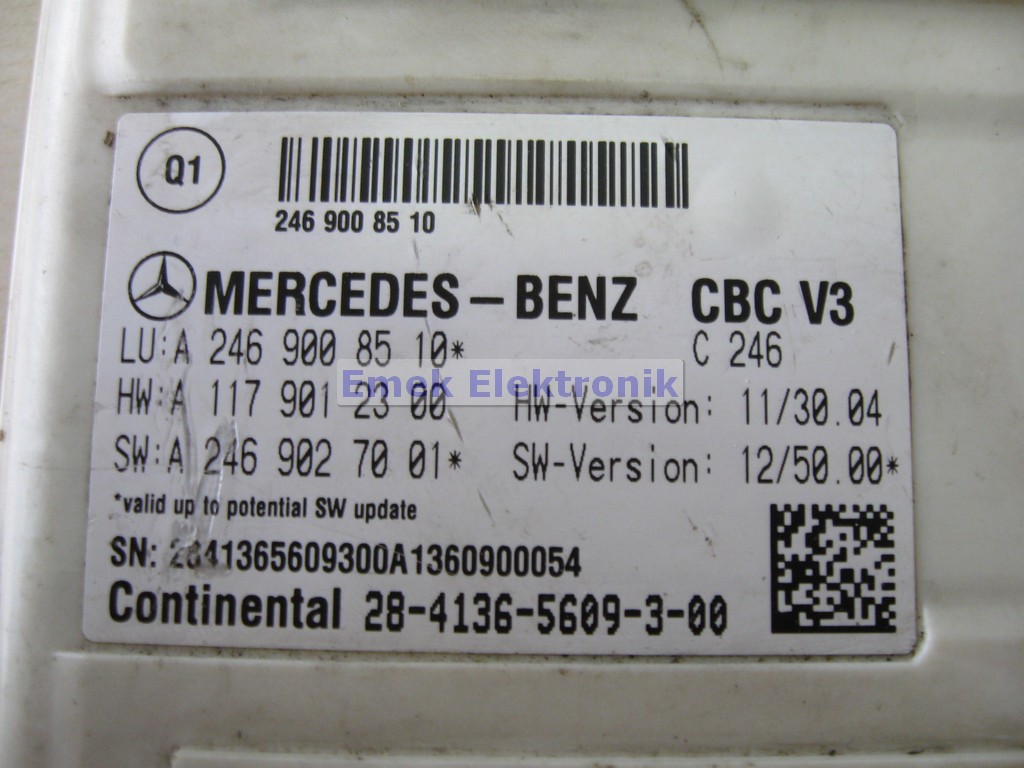 Q1
246 900 85 10
MERCEDES-BENZ CBC V3
LU:A 246 900 85 10* C 246
Emek Elektronik
HW:A 117 901 23 00 HW-Version: 11/30.04
SW:A 246 902 70 01* SW-Version: 12/50.00*
*valid up to potential SW update
SN: 2841365609300A1360900054
Continental 28-4136-5609-3-00